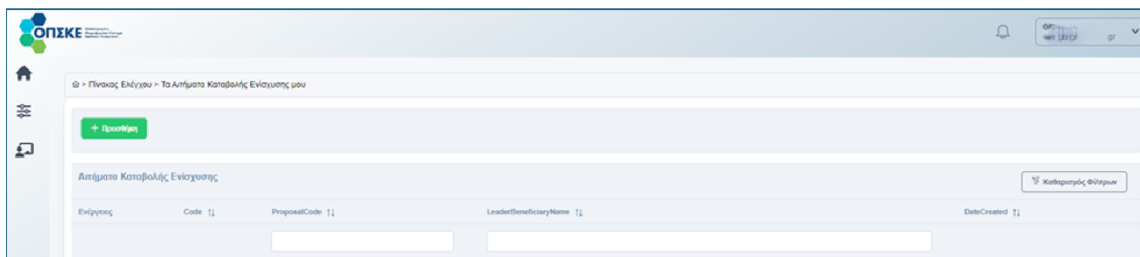 ΟΠΣΚΕ
gr
> Πίνακας Ελέγχου > Τα Αιτήματα Καταβολής Ενίσχυσης μου
+ Προσθήκη
Αιτήματα Καταβολής Ενίσχυσης
Καθαρισμός Φίλτρων
Ενέργειες Code ProposalCode LeaderBeneficiaryName DateCreated